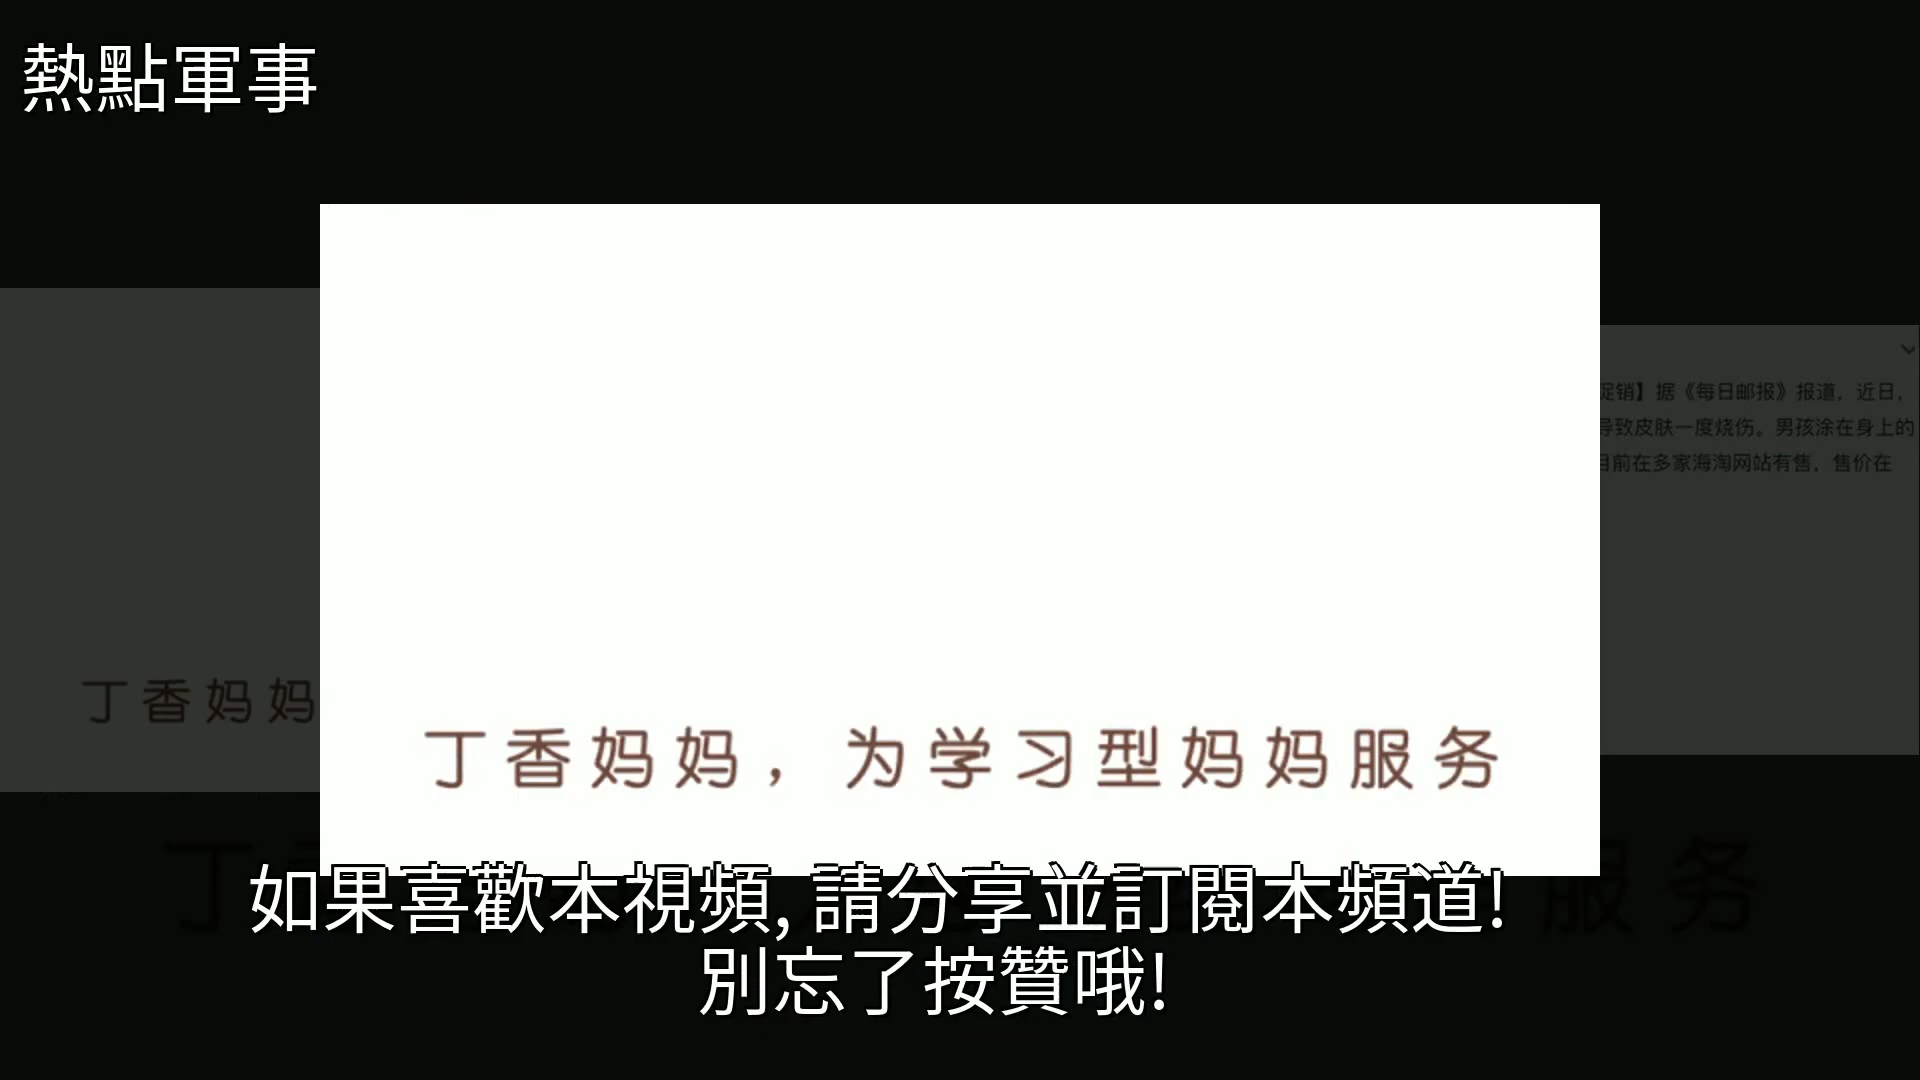 熱點軍事
促销】据《每日邮报》报道，近日，
导致皮肤一度烧伤。男孩涂在身上的
目前在多家海淘网站有售，售价在
丁香妈妈
丁香妈妈，为学习型妈妈服务
丁 服务
如果喜歡本視頻, 請分享並訂閱本頻道!
別忘了按贊哦!